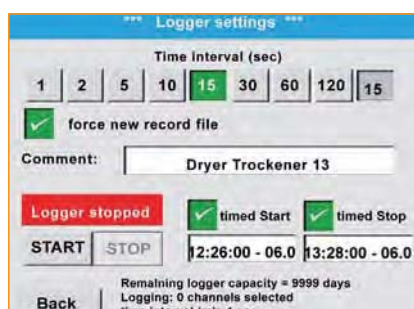 *** Logger settings ***
Time interval (sec)
1 2 5 10 15 30 60 120 15
force new record file
Comment: Dryer Trockener 13
Logger stopped timed Start timed Stop
START STOP 12:26:00 - 06.0 13:28:00 - 06.0
Remaining logger capacity = 9999 days
Back Logging: 0 channels selected